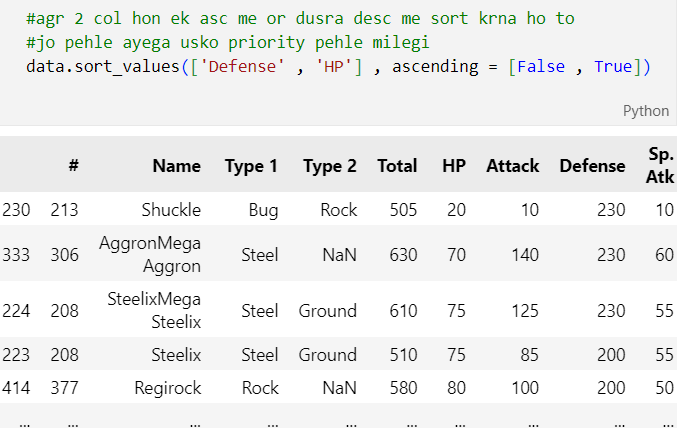 #agr 2 col hon ek asc me or dusra desc me sort krna ho to
#jo pehle ayega usko priority pehle milegi
data.sort_values(['Defense' , 'HP'] , ascending = [False , True])
Python
# Name Type 1 Type 2 Total HP Attack Defense Sp. Atk
230 213 Shuckle Bug Rock 505 20 10 230 10
333 306 AggronMega Aggron Steel NaN 630 70 140 230 60
224 208 SteelixMega Steelix Steel Ground 610 75 125 230 55
223 208 Steelix Steel Ground 510 75 85 200 55
414 377 Regirock Rock NaN 580 80 100 200 50
... ... ... ... ... ... ... ... ... ...